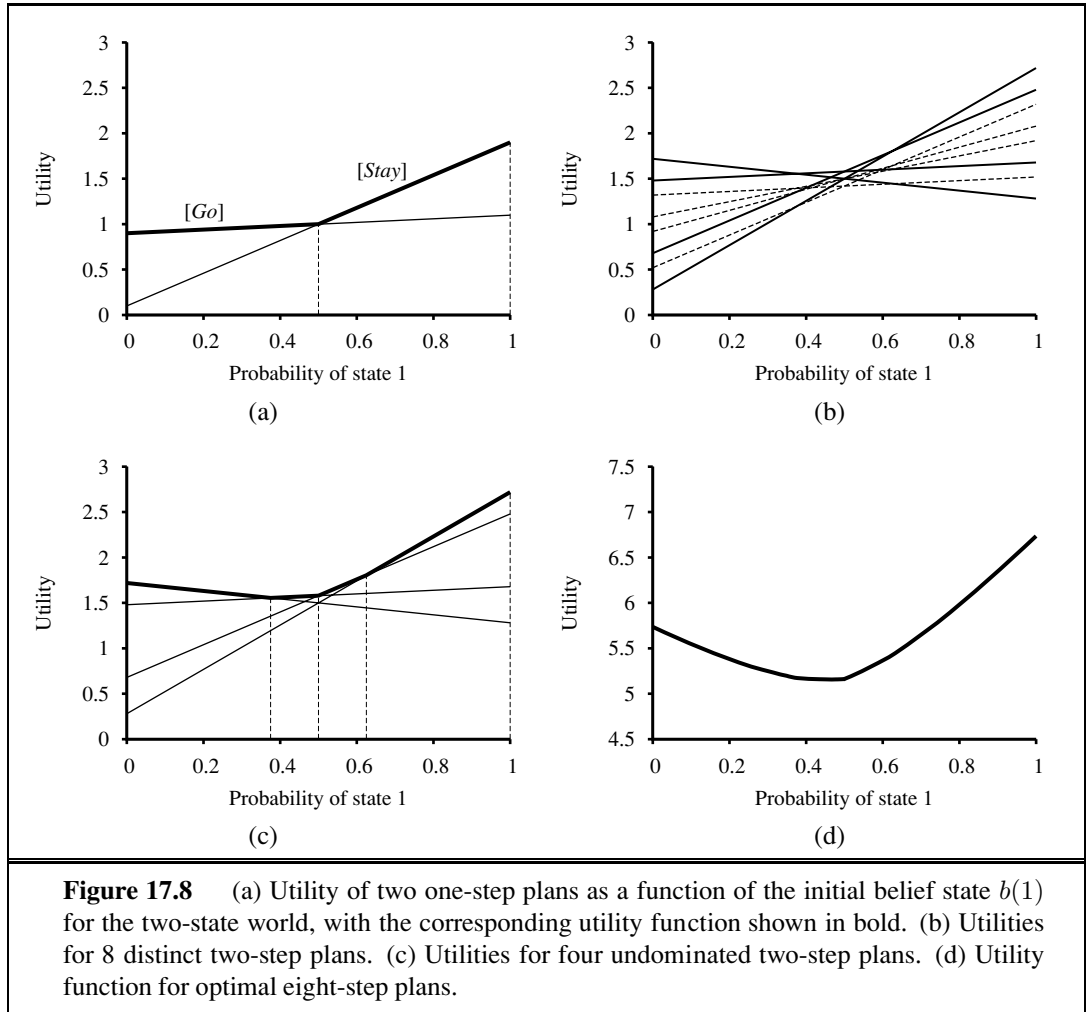 3
2.5
2
1.5
1
0.5
0
Utility
[Go]
[Stay]
0 0.2 0.4 0.6 0.8 1
Probability of state 1
(a)
3
2.5
2
1.5
1
0.5
0
Utility
0 0.2 0.4 0.6 0.8 1
Probability of state 1
(b)
3
2.5
2
1.5
1
0.5
0
Utility
0 0.2 0.4 0.6 0.8 1
Probability of state 1
(c)
7.5
7
6.5
6
5.5
5
4.5
Utility
0 0.2 0.4 0.6 0.8 1
Probability of state 1
(d)
Figure 17.8 (a) Utility of two one-step plans as a function of the initial belief state b(1)
for the two-state world, with the corresponding utility function shown in bold. (b) Utilities
for 8 distinct two-step plans. (c) Utilities for four undominated two-step plans. (d) Utility
function for optimal eight-step plans.